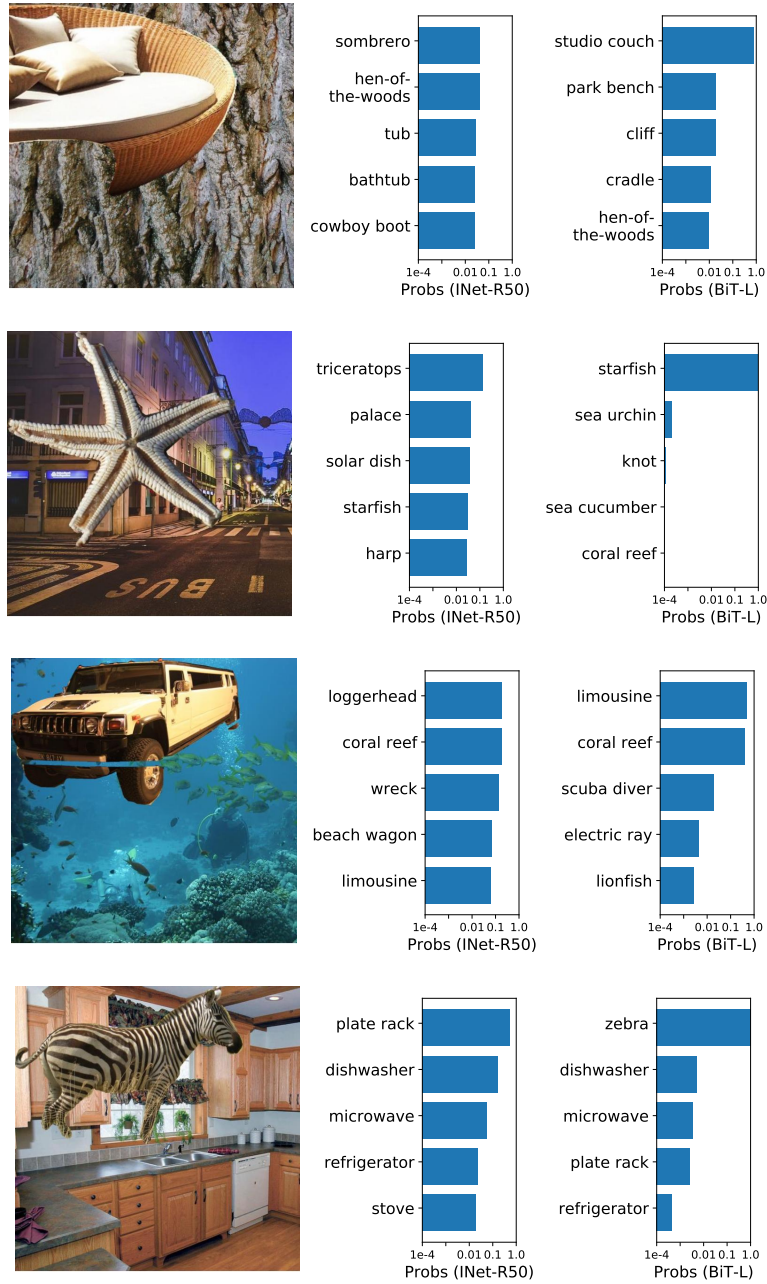 sombrero
hen-of-
the-woods
tub
bathtub
cowboy boot
1e-4 0.01 0.1 1.0
Probs (INet-R50)
studio couch
park bench
cliff
cradle
hen-of-
the-woods
1e-4 0.01 0.1 1.0
Probs (BiT-L)
BUS
triceratops
palace
solar dish
starfish
harp
1e-4 0.01 0.1 1.0
Probs (INet-R50)
starfish
sea urchin
knot
sea cucumber
coral reef
1e-4 0.01 0.1 1.0
Probs (BiT-L)
loggerhead
coral reef
wreck
beach wagon
limousine
1e-4 0.01 0.1 1.0
Probs (INet-R50)
limousine
coral reef
scuba diver
electric ray
lionfish
1e-4 0.01 0.1 1.0
Probs (BiT-L)
plate rack
dishwasher
microwave
refrigerator
stove
1e-4 0.01 0.1 1.0
Probs (INet-R50)
zebra
dishwasher
microwave
plate rack
refrigerator
1e-4 0.01 0.1 1.0
Probs (BiT-L)